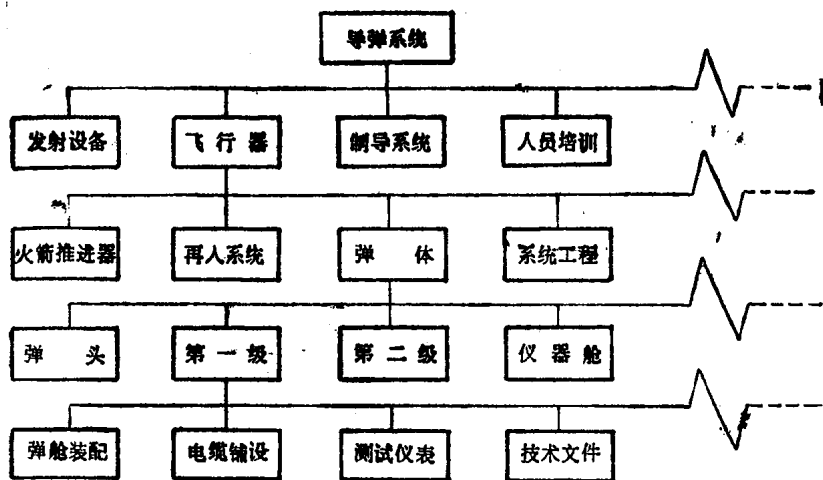 导弹系统
发射设备 飞行器 制导系统 人员培训
火箭推进器 再入系统 弹体 系统工程
弹头 第一级 第二级 仪器舱
弹舱装配 电缆铺设 测试仪表 技术文件